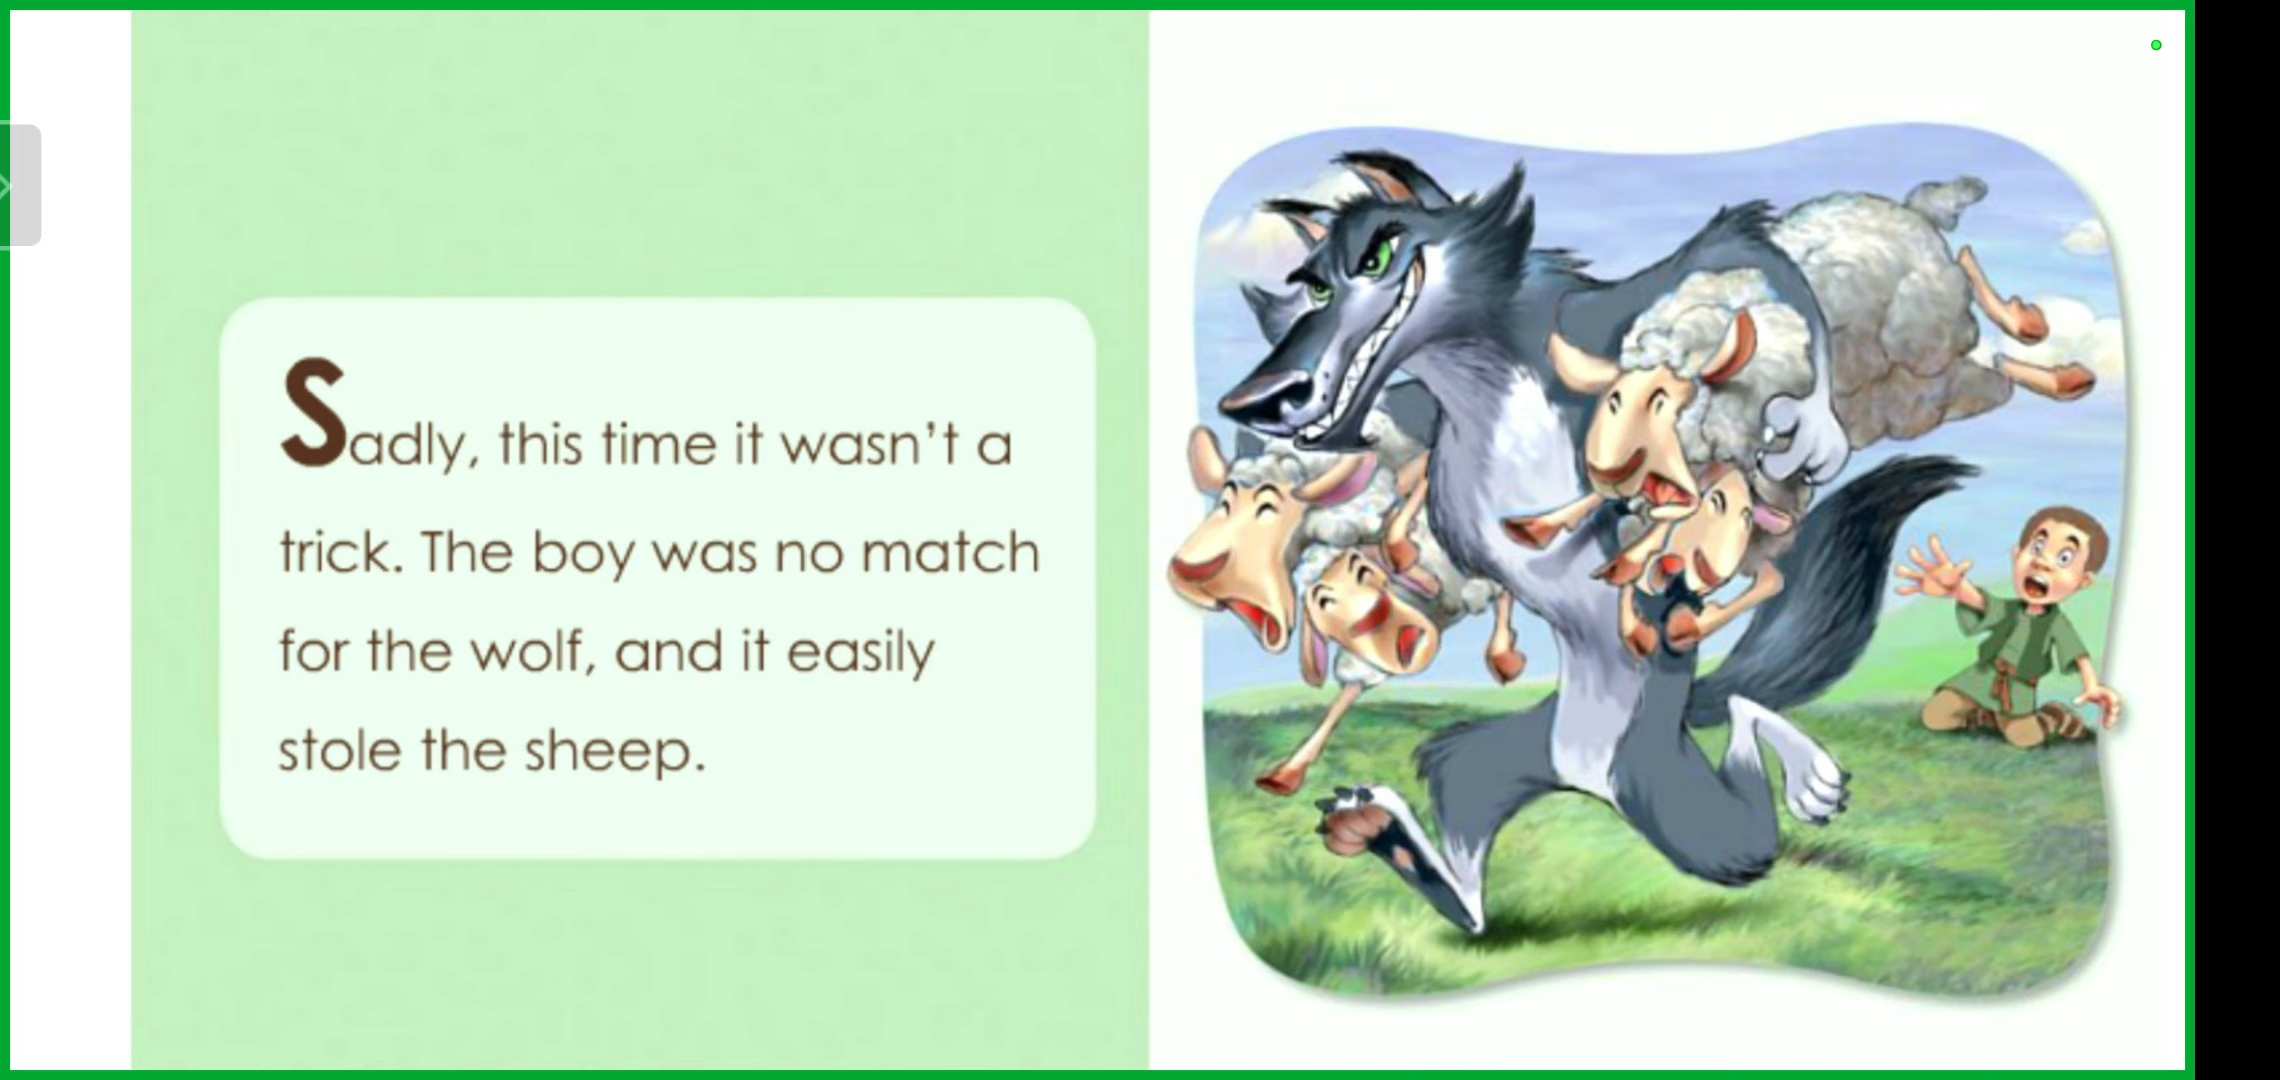 Sadly, this time it wasn't a
trick. The boy was no match
for the wolf, and it easily
stole the sheep.